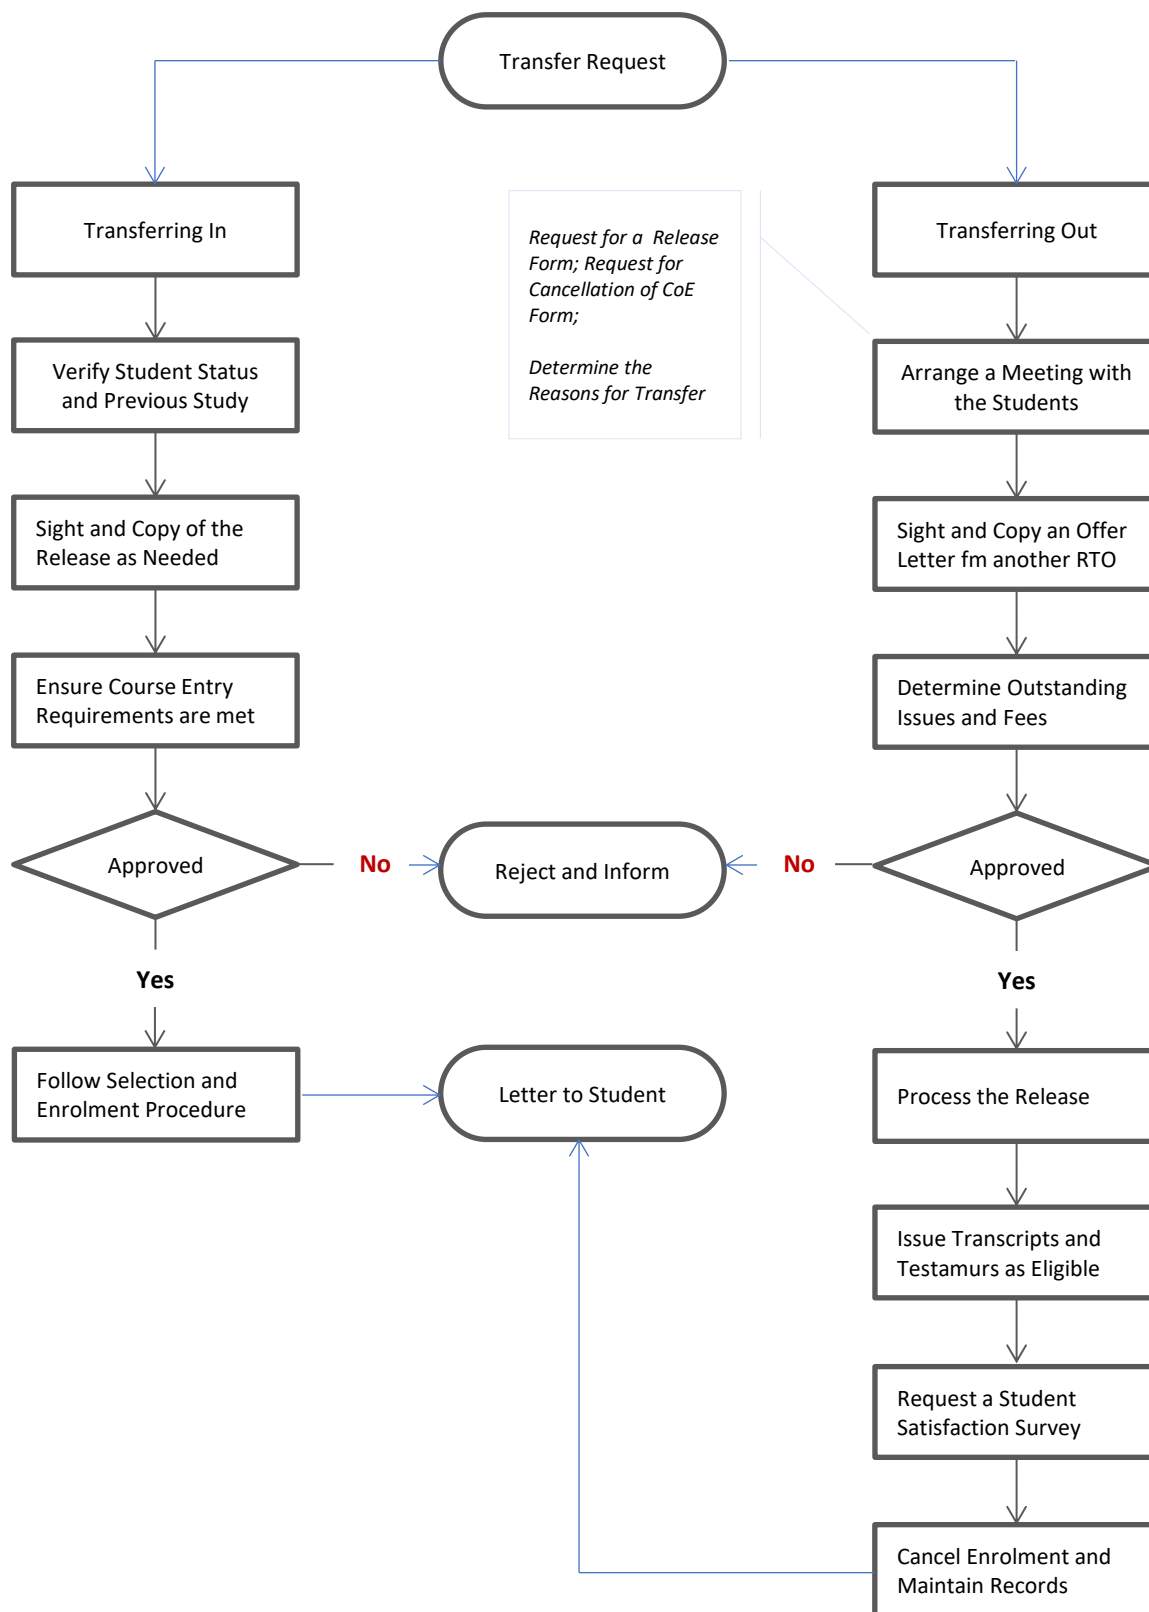 Transfer Request
Transferring In
Request for a  Release
Form; Request for
Cancellation of CoE
Form;
Determine the
Reasons for Transfer
Transferring Out
Verify Student Status
and Previous Study
Arrange a Meeting with
the Students
Sight and Copy of the
Release as Needed
Sight and Copy an Offer
Letter fm another RTO
Ensure Course Entry
Requirements are met
Determine Outstanding
Issues and Fees
Approved
No
Reject and Inform
No
Approved
Yes
Yes
Follow Selection and
Enrolment Procedure
Letter to Student
Process the Release
Issue Transcripts and
Testamurs as Eligible
Request a Student
Satisfaction Survey
Cancel Enrolment and
Maintain Records